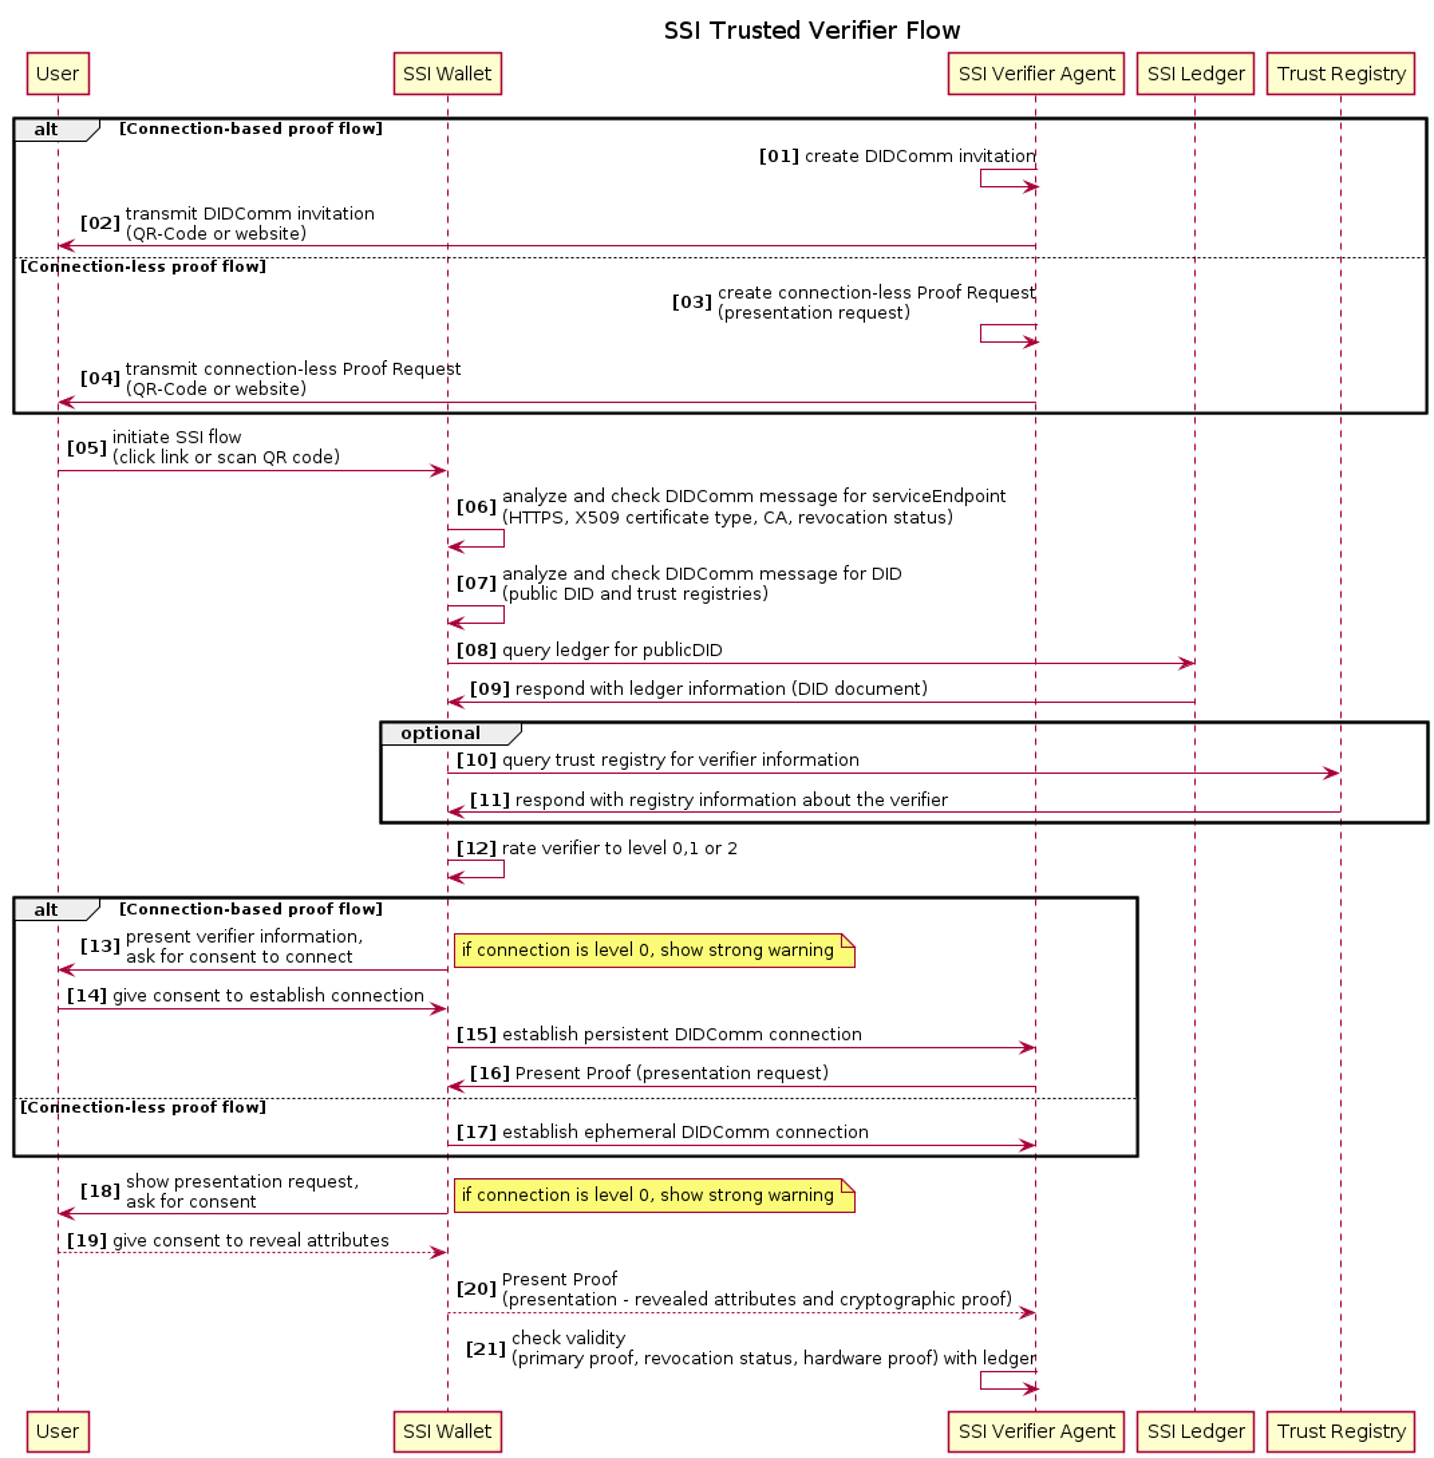 SSI Trusted Verifier Flow
User
SSI Wallet
SSI Verifier Agent
SSI Ledger
Trust Registry
alt
[Connection-based proof flow]
[01] create DIDComm invitation
[02] transmit DIDComm invitation
(QR-Code or website)
[Connection-less proof flow]
[03] create connection-less Proof Request
(presentation request)
[04] transmit connection-less Proof Request
(QR-Code or website)
[05] initiate SSI flow
(click link or scan QR code)
[06] analyze and check DIDComm message for serviceEndpoint
(HTTPS, X509 certificate type, CA, revocation status)
[07] analyze and check DIDComm message for DID
(public DID and trust registries)
[08] query ledger for publicDID
[09] respond with ledger information (DID document)
optional
[10] query trust registry for verifier information
[11] respond with registry information about the verifier
[12] rate verifier to level 0,1 or 2
alt
[Connection-based proof flow]
[13] present verifier information,
ask for consent to connect
if connection is level 0, show strong warning
[14] give consent to establish connection
[15] establish persistent DIDComm connection
[16] Present Proof (presentation request)
[Connection-less proof flow]
[17] establish ephemeral DIDComm connection
[18] show presentation request,
ask for consent
if connection is level 0, show strong warning
[19] give consent to reveal attributes
[20] Present Proof
(presentation - revealed attributes and cryptographic proof)
[21] check validity
(primary proof, revocation status, hardware proof) with ledger
User
SSI Wallet
SSI Verifier Agent
SSI Ledger
Trust Registry